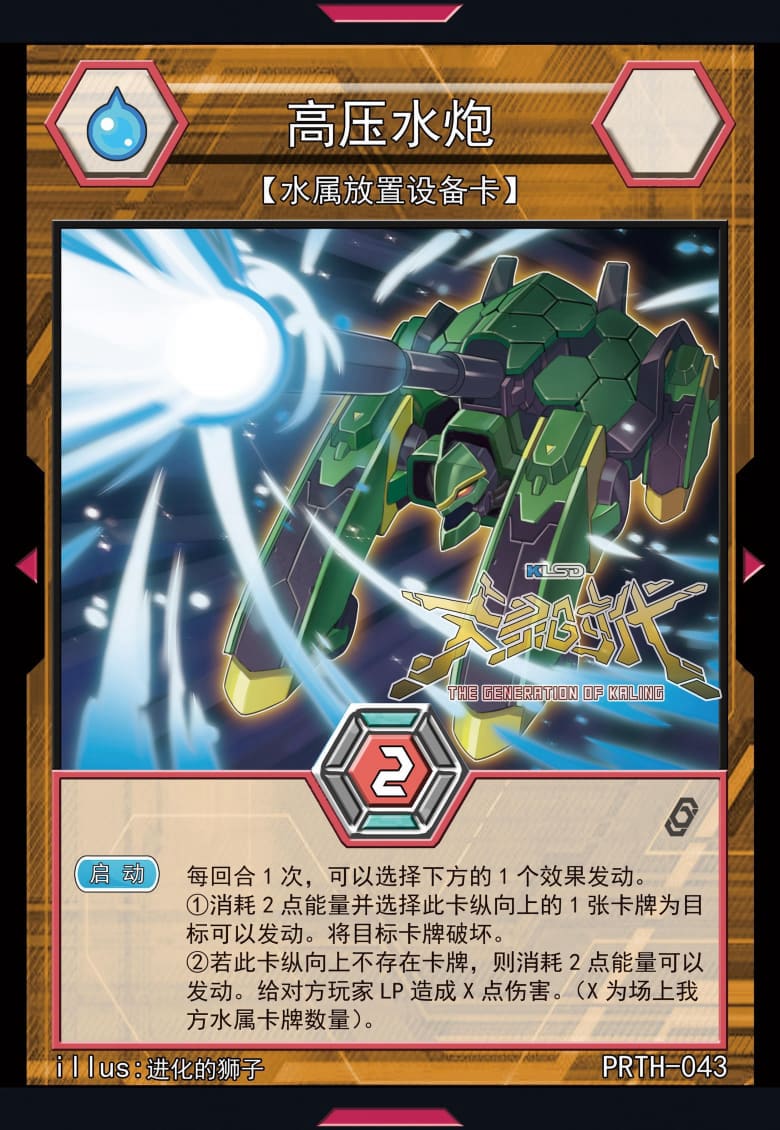 高压水炮
【水属放置设备卡】
KLSD
THE GENERATION OF KALING
2
启动
每回合1次，可以选择下方的1个效果发动。
①消耗2点能量并选择此卡纵向上的1张卡牌为目
标可以发动。将目标卡牌破坏。
②若此卡纵向上不存在卡牌，则消耗2点能量可以
发动。给对方玩家LP造成X点伤害。（X为场上我
方水属卡牌数量）。
illus:进化的狮子
PRTH-043